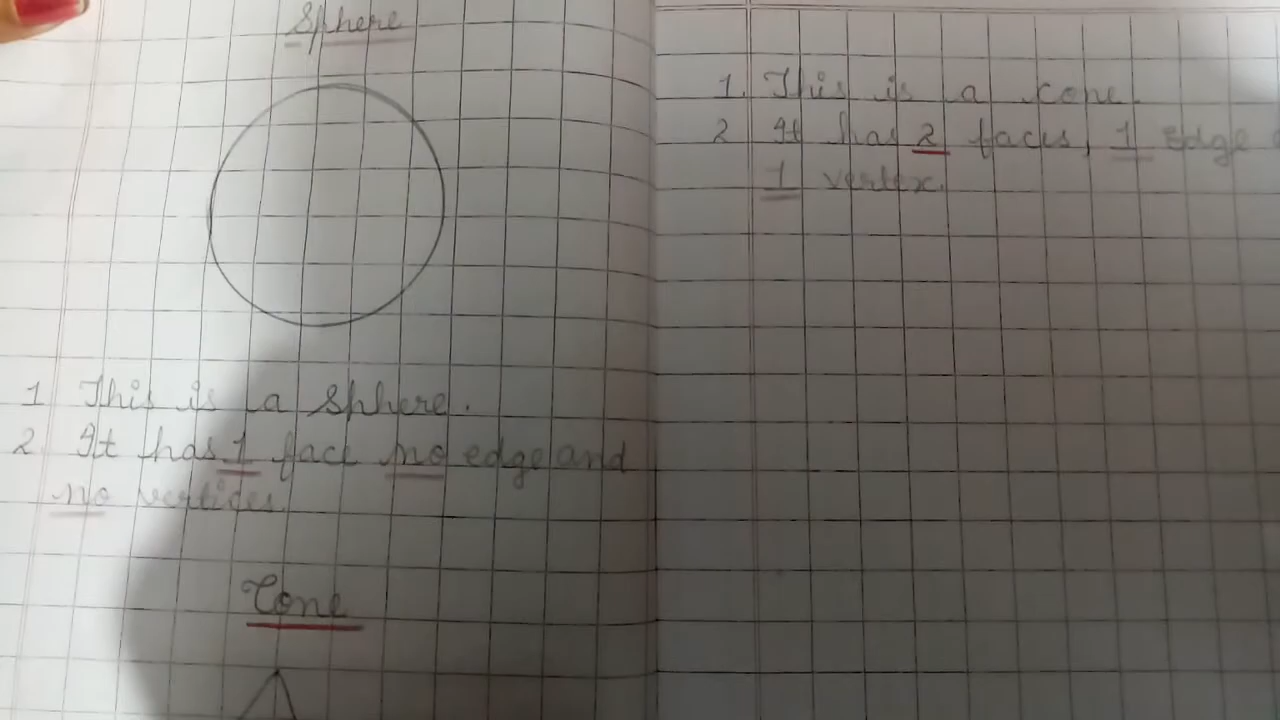 Sphere
1 This is a Sphere.
2. It has 1 face no edge and
no vertices.
Cone
1. This is a cone.
2 It has 2 faces, 1 edge
1 vertex.